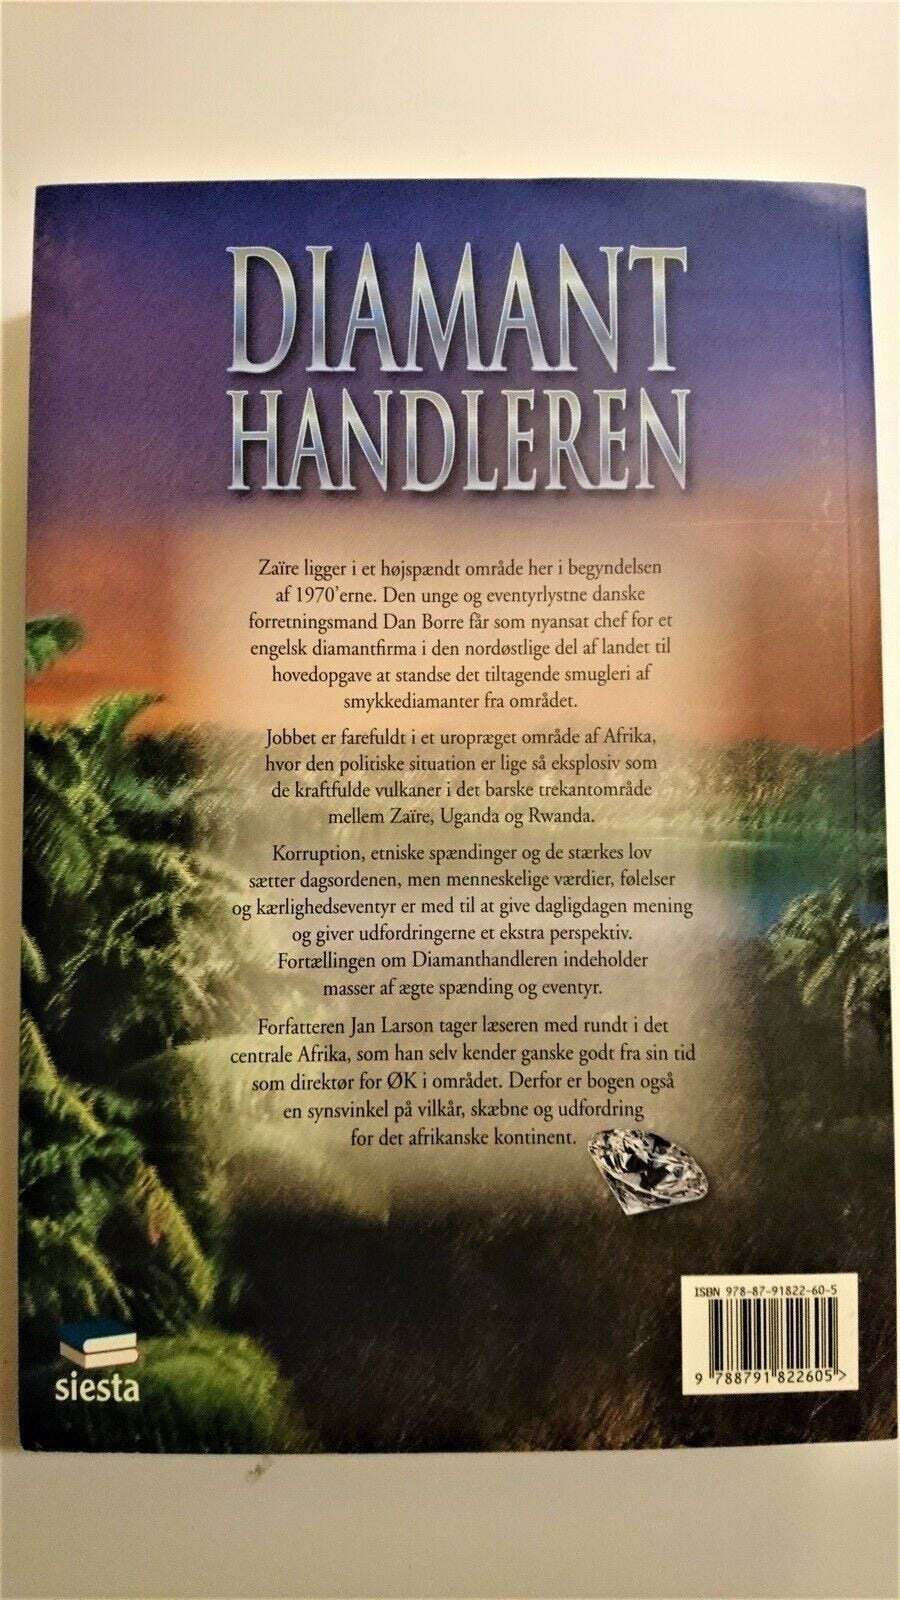 DIAMANT
HANDLEREN
Zaïre ligger i et højspændt område her i begyndelsen
af 1970'erne. Den unge og eventyrlystne danske
forretningsmand Dan Borre får som nyansat chef for et
engelsk diamantfirma i den nordøstlige del af landet til
hovedopgave at standse det tiltagende smugleri af
smykkediamanter fra området.
Jobbet er farefuldt i et uropræget område af Afrika,
hvor den politiske situation er lige så eksplosiv som
de kraftfulde vulkaner i det barske trekantområde
mellem Zaïre, Uganda og Rwanda.
Korruption, etniske spændinger og de stærkes lov
sætter dagsordenen, men menneskelige værdier, følelser
og kærlighedseventyr er med til at give dagligdagen mening
og giver udfordringerne et ekstra perspektiv.
Fortællingen om Diamanthandleren indeholder
masser af ægte spænding og eventyr.
Forfatteren Jan Larson tager læseren med rundt i det
centrale Afrika, som han selv kender ganske godt fra sin tid
som direktør for ØK i området. Derfor er bogen også
en synsvinkel på vilkår, skæbne og udfordring
for det afrikanske kontinent.
ISBN 978-87-91822-60-5
9 788791 822605 >
siesta